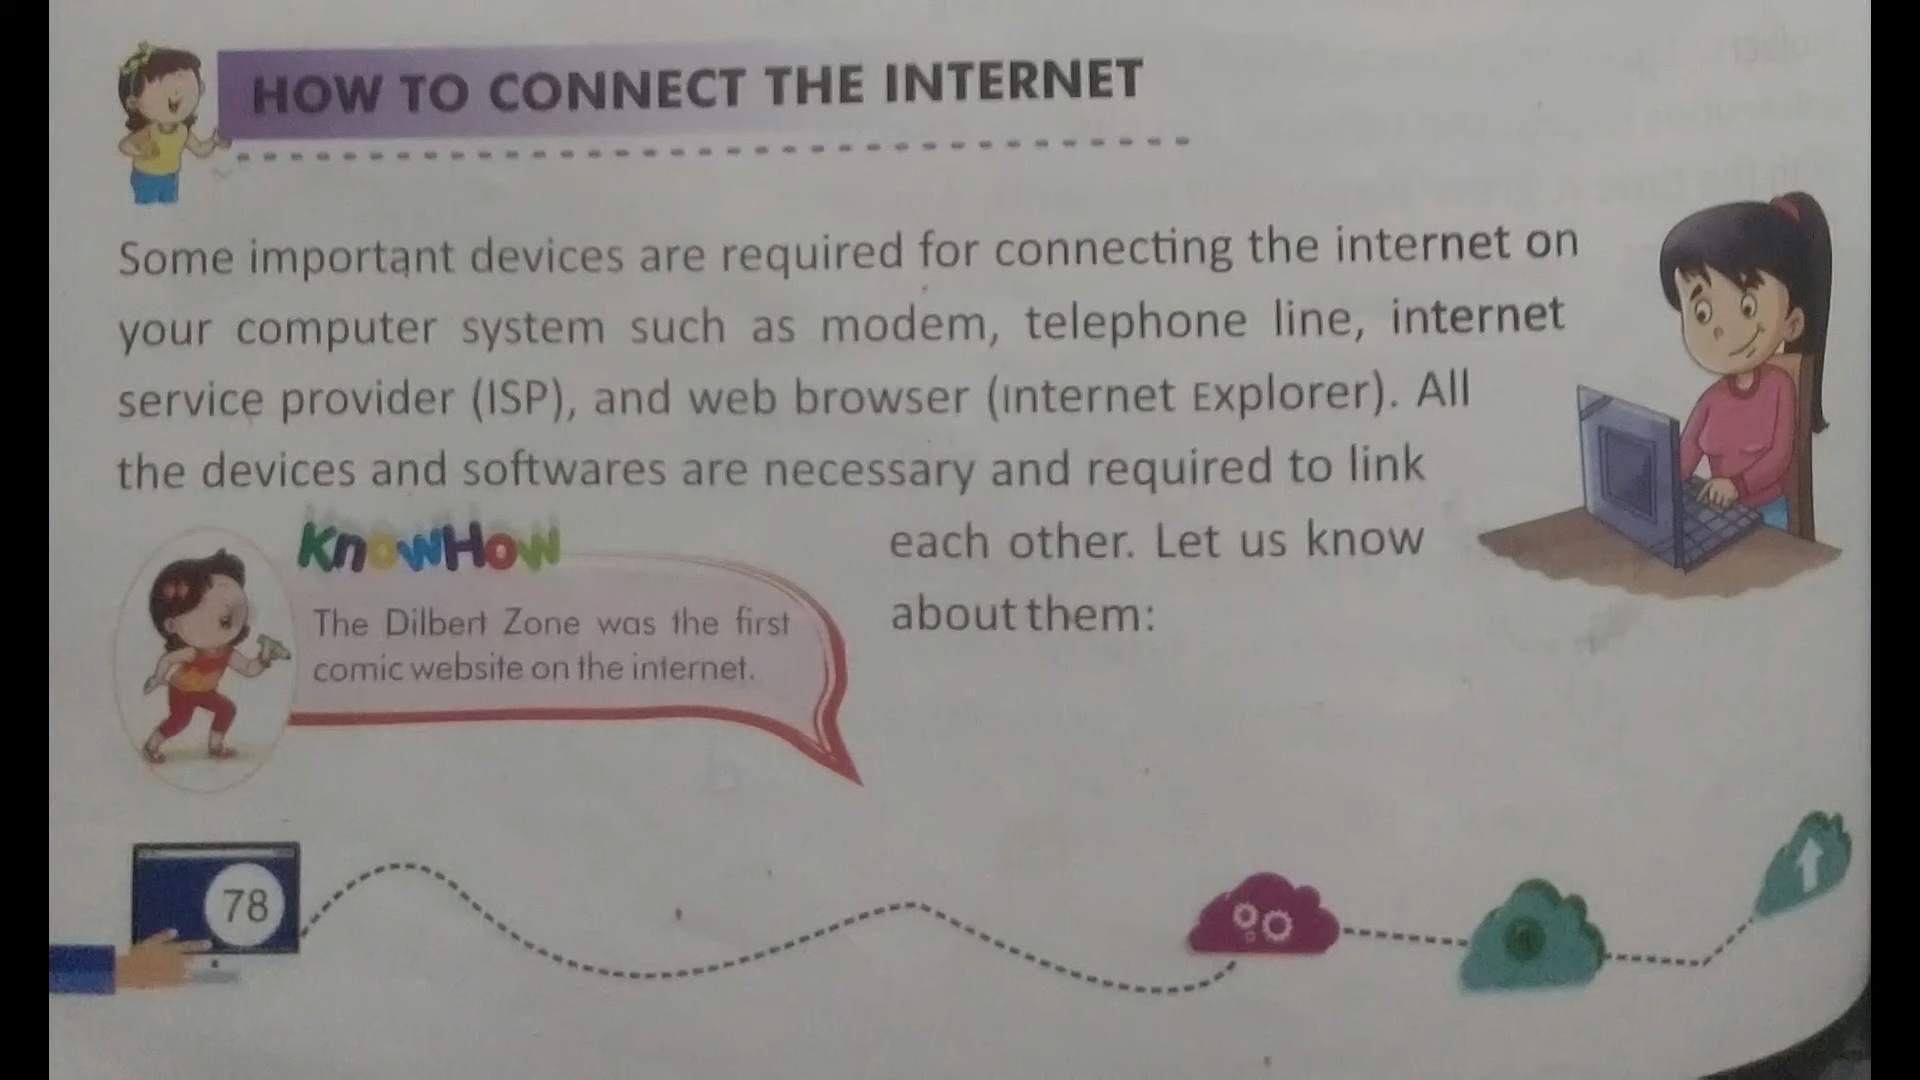 HOW TO CONNECT THE INTERNET
Some important devices are required for connecting the internet on
your computer system such as modem, telephone line, internet
service provider (ISP), and web browser (Internet Explorer). All
the devices and softwares are necessary and required to link
each other. Let us know
about them:
KnowHow
The Dilbert Zone was the first
comic website on the internet.
78